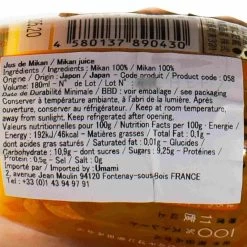 5.20
4 580137 890430
Jus de Mikan / Mikan juice
Ingrédients / Ingredients : Mikan 100% / Mikan 100%
Origine / Origin : Japon / Japan - Code produit / Product code : 058
Volume : 180ml - N° de Lot / Lot N° :
Date de Durabilité Minimale / BBD : voir emballage / see packaging
Conserver à température ambiante, à l'abri de la lumière. Après
ouverture, conserver au réfrigérateur. / Keep at room temperature,
away from sunlight. Keep refrigerated after opening.
Valeurs nutritionnelles pour 100g / Nutrition Facts per 100g - Energie /
Energy : 192kJ/46kcal - Matières grasses / Total Fat : 0,1g -
dont acides gras saturés / Saturated fat : 0,01g - Glucides /
Carbohydrate : 10,9g - dont sucres / Sugars : 9,25g - Protéines /
Protein : 0,5g - Sel / Salt : 0g
Importé par / Imported by : Umami
2, avenue Jean Moulin 94120 Fontenay-sous-Bois FRANCE
Tel : +33 (0)1 43 94 97 91
100%